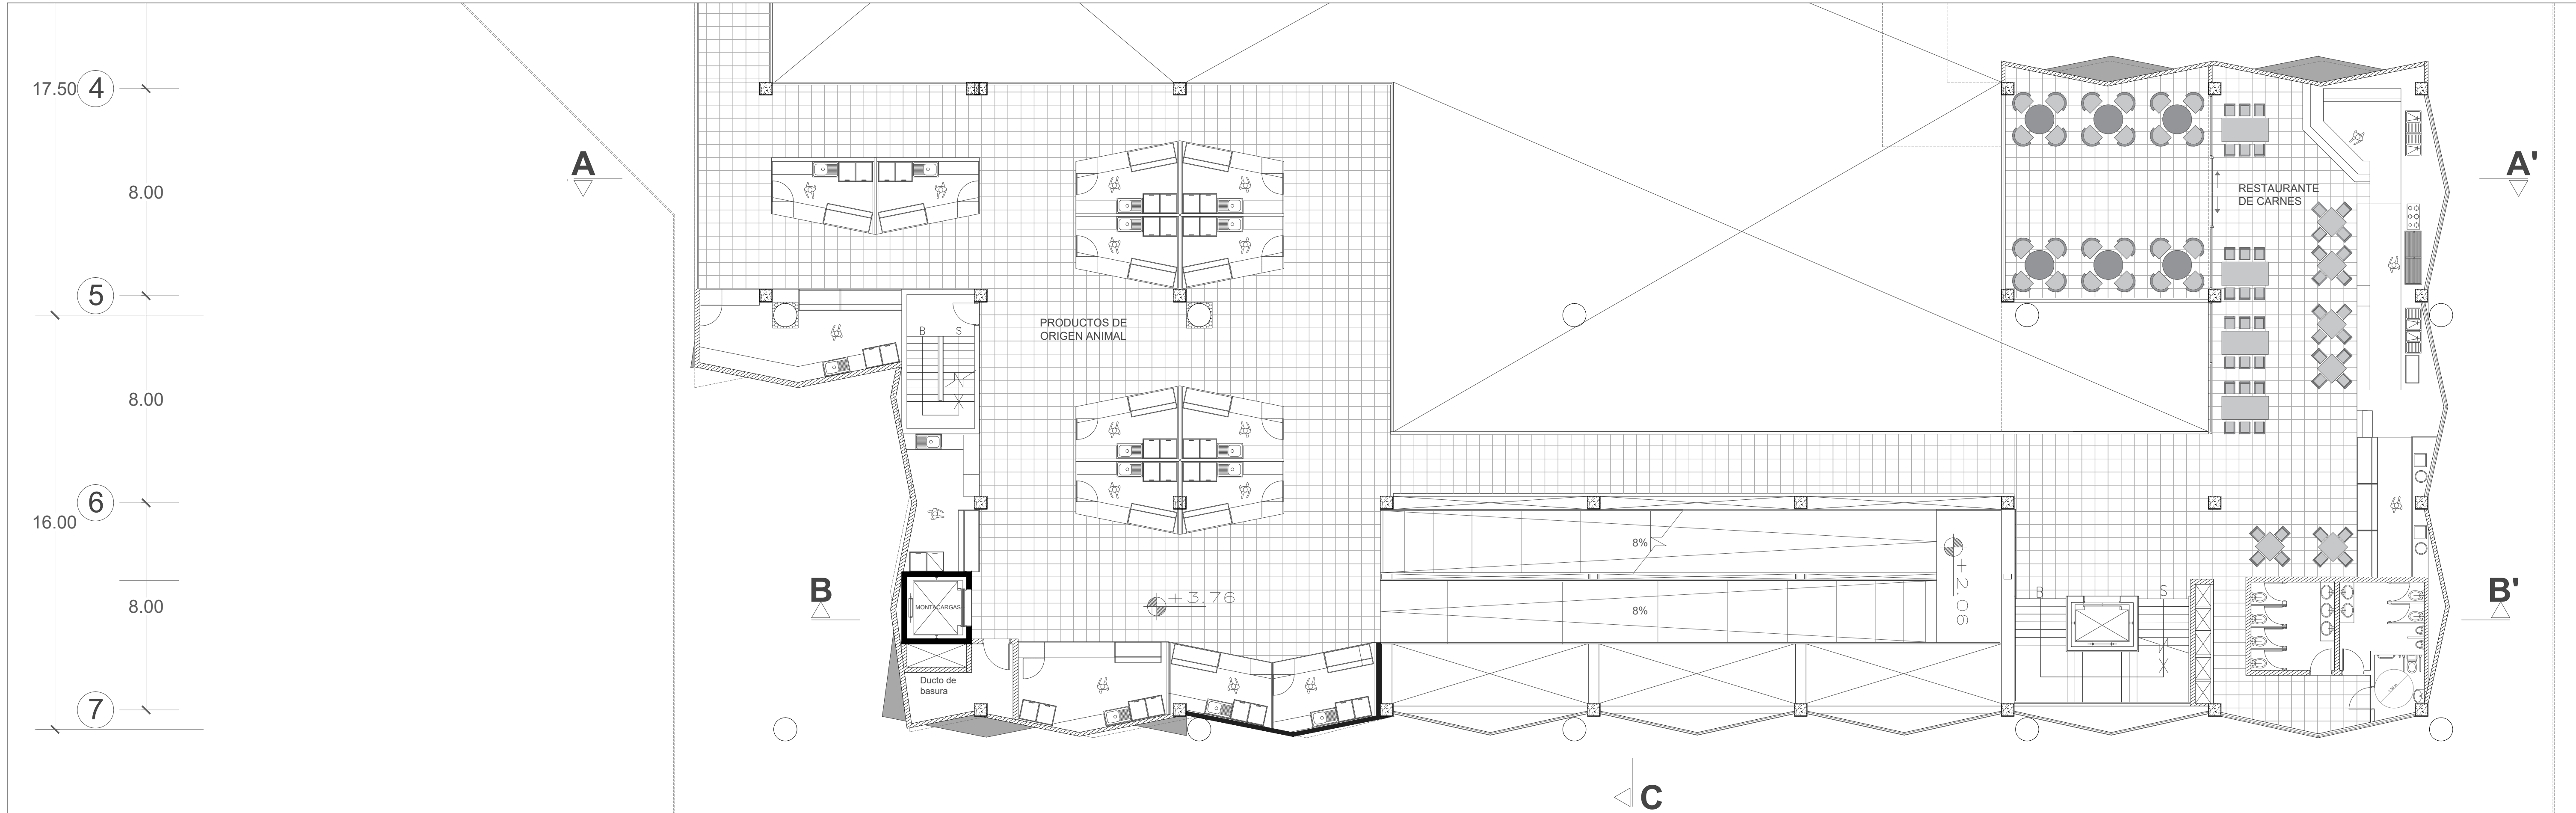 17.50
4
8.00
A
A'
RESTAURANTE
DE CARNES
5
B
S
PRODUCTOS DE
ORIGEN ANIMAL
8.00
6
16.00
8%
+2.06
B
MONTACARGAS
+3.76
8%
B
S
B'
8.00
Ducto de
basura
7
C